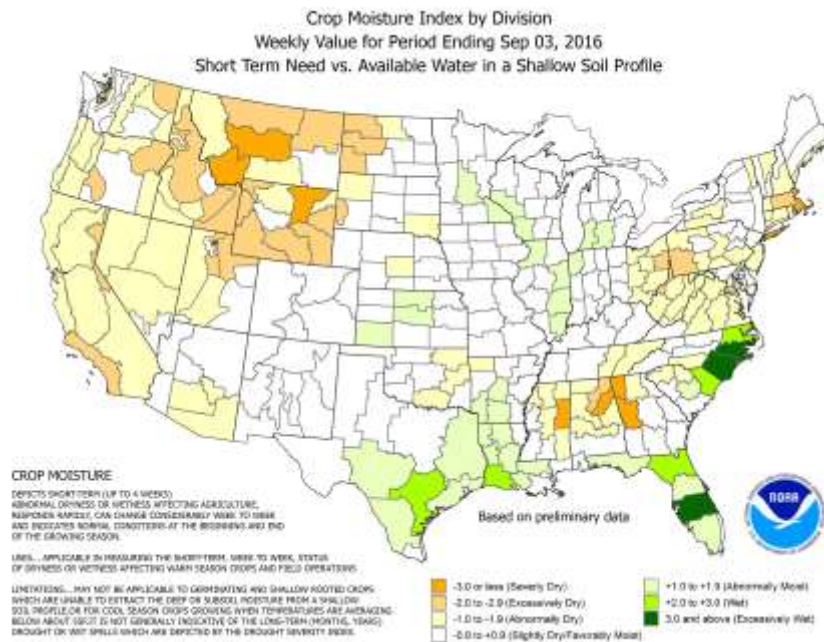 Crop Moisture Index by Division
Weekly Value for Period Ending Sep 03, 2016
Short Term Need vs. Available Water in a Shallow Soil Profile
CROP MOISTURE
DEPICTS SHORT-TERM (UP TO 4 WEEKS)
ABNORMAL DRYNESS OR WETNESS AFFECTING AGRICULTURE,
RESPONDS RAPIDLY, CAN CHANGE CONSIDERABLY WEEK TO WEEK
AND INDICATES NORMAL CONDITIONS AT THE BEGINNING AND END
OF THE GROWING SEASON.
USES... APPLICABLE IN MEASURING THE SHORT-TERM, WEEK TO WEEK, STATUS
OF DRYNESS OR WETNESS AFFECTING WARM SEASON CROPS AND FIELD OPERATIONS
LIMITATIONS... MAY NOT BE APPLICABLE TO GERMINATING AND SHALLOW ROOTED CROPS
WHICH ARE UNABLE TO EXTRACT THE DEEP OR SUBSOIL MOISTURE FROM A SHALLOW
SOIL PROFILE, OR FOR COOL SEASON CROPS GROWING WHEN TEMPERATURES ARE AVERAGING
BELOW ABOUT 55F. IT IS NOT GENERALLY INDICATIVE OF THE LONG-TERM (MONTHS, YEARS)
DROUGHT OR WET SPELLS WHICH ARE DEPICTED BY THE DROUGHT SEVERITY INDEX.
Based on preliminary data
NOAA
-3.0 or less (Severly Dry)
-2.0 to -2.9 (Excessively Dry)
-1.0 to -1.9 (Abnormally Dry)
-0.0 to +0.9 (Slightly Dry/Favorably Moist)
+1.0 to +1.9 (Abnormally Moist)
+2.0 to +3.0 (Wet)
3.0 and above (Excessively Wet)